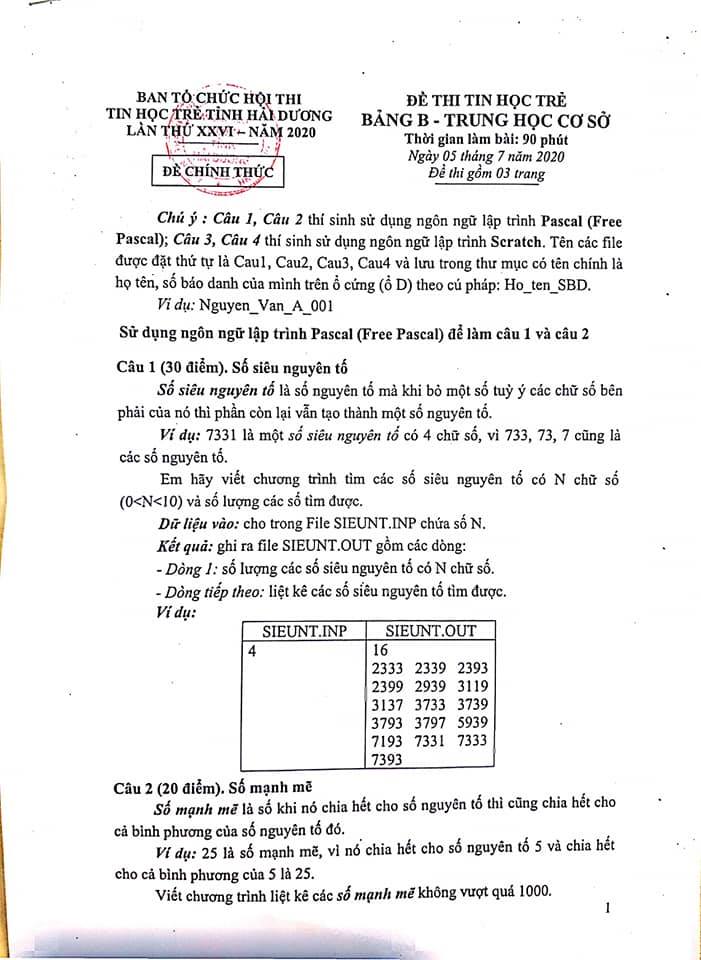 BAN TỔ CHỨC HỘI THI
TIN HỌC TRẺ TỈNH HẢI DƯƠNG
LẦN THỨ XXVI – NĂM 2020
ĐỀ CHÍNH THỨC
ĐỀ THI TIN HỌC TRẺ
BẢNG B - TRUNG HỌC CƠ SỞ
Thời gian làm bài: 90 phút
Ngày 05 tháng 7 năm 2020
Đề thi gồm 03 trang
Chú ý : Câu 1, Câu 2 thí sinh sử dụng ngôn ngữ lập trình Pascal (Free
Pascal); Câu 3, Câu 4 thí sinh sử dụng ngôn ngữ lập trình Scratch. Tên các file
được đặt thứ tự là Cau1, Cau2, Cau3, Cau4 và lưu trong thư mục có tên chính là
họ tên, số báo danh của mình trên ổ cứng (ổ D) theo cú pháp: Ho_ten_SBD.
Ví dụ: Nguyen_Van_A_001
Sử dụng ngôn ngữ lập trình Pascal (Free Pascal) để làm câu 1 và câu 2
Câu 1 (30 điểm). Số siêu nguyên tố
Số siêu nguyên tố là số nguyên tố mà khi bỏ một số tuỳ ý các chữ số bên
phải của nó thì phần còn lại vẫn tạo thành một số nguyên tố.
Ví dụ: 7331 là một số siêu nguyên tố có 4 chữ số, vì 733, 73, 7 cũng là
các số nguyên tố.
Em hãy viết chương trình tìm các số siêu nguyên tố có N chữ số
(0<N<10) và số lượng các số tìm được.
Dữ liệu vào: cho trong File SIEUNT.INP chứa số N.
Kết quả: ghi ra file SIEUNT.OUT gồm các dòng:
- Dòng 1: số lượng các số siêu nguyên tố có N chữ số.
- Dòng tiếp theo: liệt kê các số siêu nguyên tố tìm được.
Ví dụ:
SIEUNT.INP SIEUNT.OUT
4 16
2333 2339 2393
2399 2939 3119
3137 3733 3739
3793 3797 5939
7193 7331 7333
7393
Câu 2 (20 điểm). Số mạnh mẽ
Số mạnh mẽ là số khi nó chia hết cho số nguyên tố thì cũng chia hết cho
cả bình phương của số nguyên tố đó.
Ví dụ: 25 là số mạnh mẽ, vì nó chia hết cho số nguyên tố 5 và chia hết
cho cả bình phương của 5 là 25.
Viết chương trình liệt kê các số mạnh mẽ không vượt quá 1000.
1